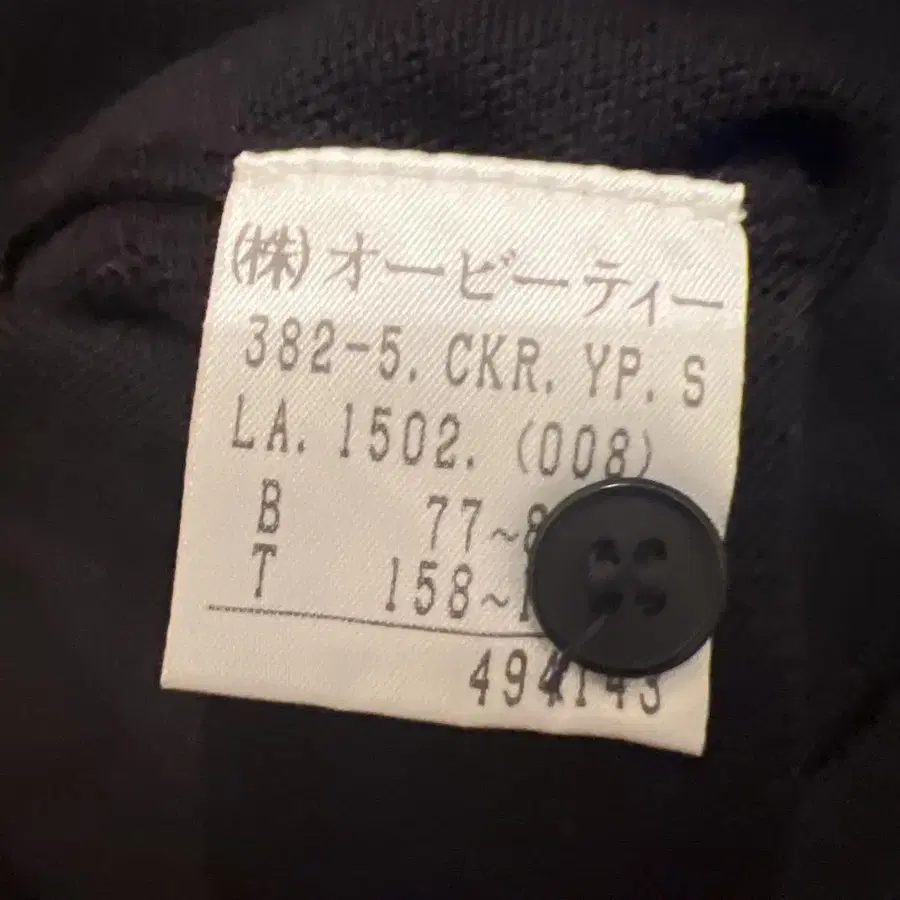 (株)オービーティー
382-5. CKR. YP. S
LA. 1502. (008)
B 77~8
T 158~1
494143